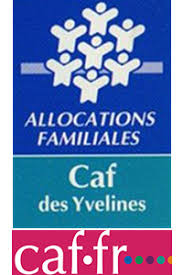 ALLOCATIONS
FAMILIALES
Caf
des Yvelines
caf.fr